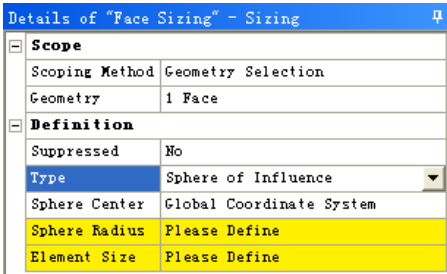 Details of "Face Sizing" - Sizing
Scope
Scoping Method Geometry Selection
Geometry 1 Face
Definition
Suppressed No
Type Sphere of Influence
Sphere Center Global Coordinate System
Sphere Radius Please Define
Element Size Please Define